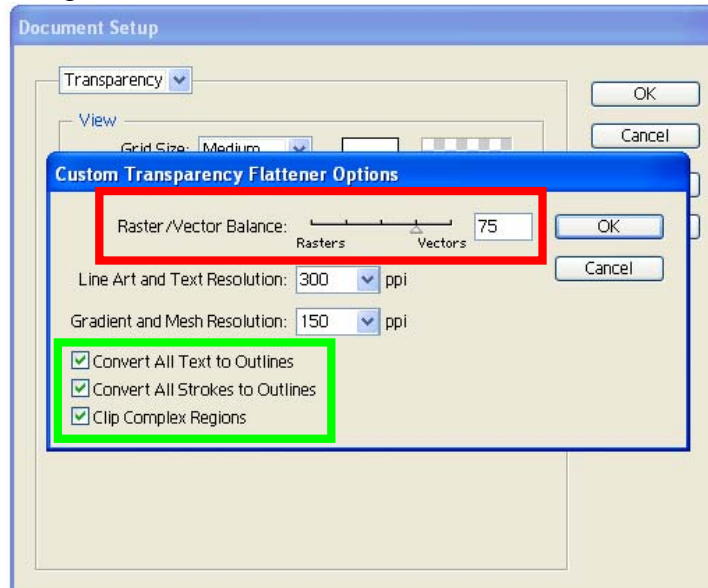 Document Setup
Transparency
OK
View
Cancel
Grid Size: Medium
Custom Transparency Flattener Options
Raster/Vector Balance: 75 OK
Rasters Vectors
Line Art and Text Resolution: 300 ppi Cancel
Gradient and Mesh Resolution: 150 ppi
Convert All Text to Outlines
Convert All Strokes to Outlines
Clip Complex Regions